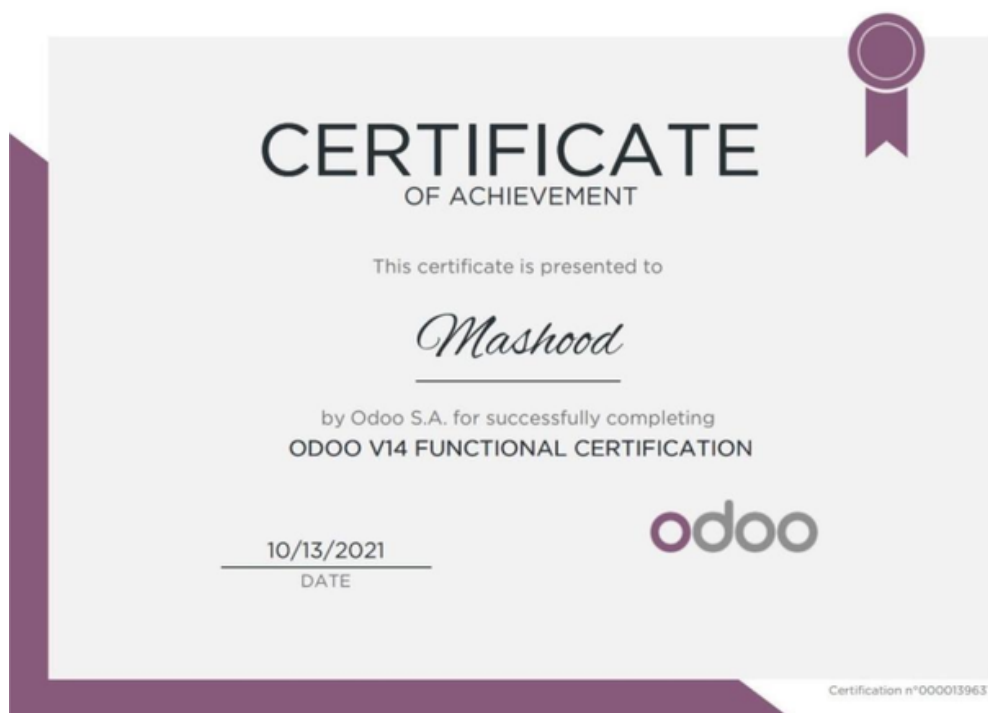 CERTIFICATE
OF ACHIEVEMENT
This certificate is presented to
Mashood
by Odoo S.A. for successfully completing
ODOO V14 FUNCTIONAL CERTIFICATION
odoo
10/13/2021
DATE
Certification n°000013963